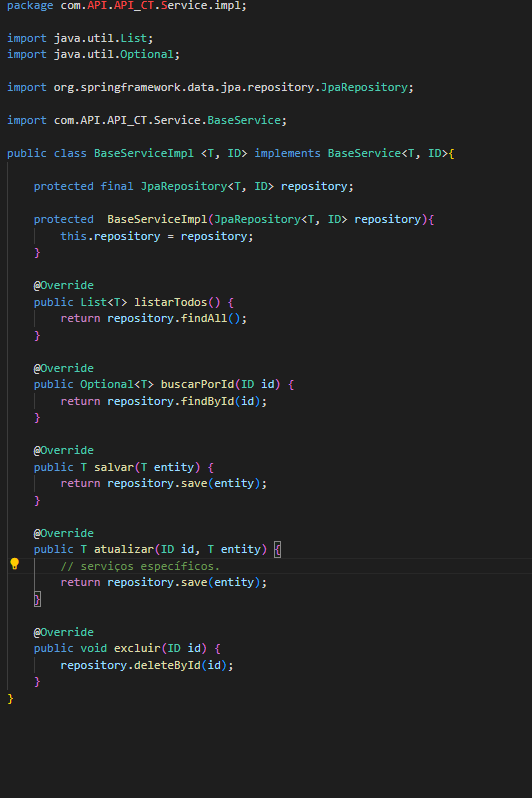 package com.API.API_CT.Service.impl;
import java.util.List;
import java.util.Optional;
import org.springframework.data.jpa.repository.JpaRepository;
import com.API.API_CT.Service.BaseService;
public class BaseServiceImpl <T, ID> implements BaseService<T, ID>{
protected final JpaRepository<T, ID> repository;
protected  BaseServiceImpl(JpaRepository<T, ID> repository){
this.repository = repository;
}
@Override
public List<T> listarTodos() {
return repository.findAll();
}
@Override
public Optional<T> buscarPorId(ID id) {
return repository.findById(id);
}
@Override
public T salvar(T entity) {
return repository.save(entity);
}
@Override
public T atualizar(ID id, T entity) {
// serviços específicos.
return repository.save(entity);
}
@Override
public void excluir(ID id) {
repository.deleteById(id);
}
}